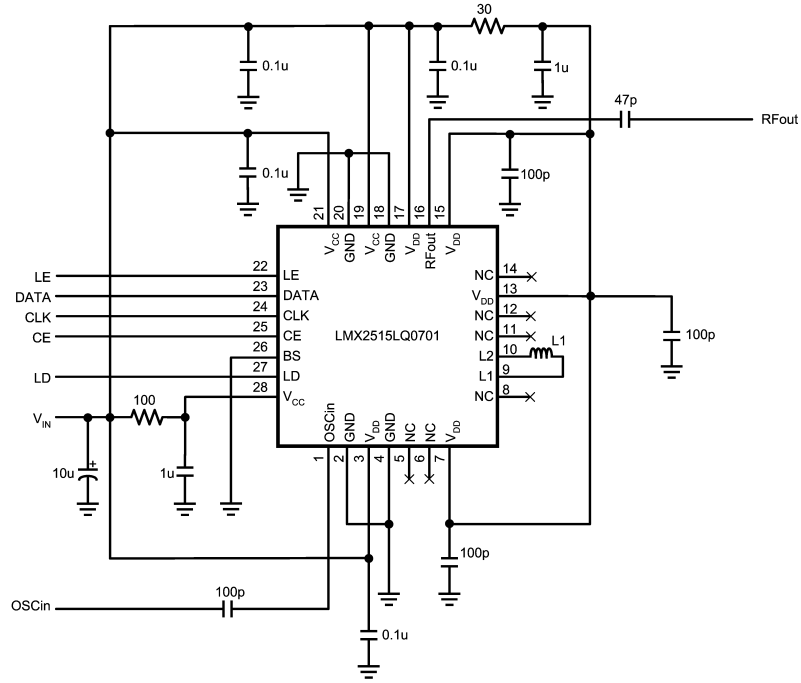 30
0.1u
0.1u
1u
47p
RFout
0.1u
100p
21
20
19
18
17
16
15
VCC
GND
VCC
GND
VDD
RFout
VDD
LE
22
LE
NC
14
DATA
23
DATA
VDD
13
CLK
24
CLK
NC
12
CE
25
CE
LMX2515LQ0701
NC
11
100p
26
BS
L2
10
L1
LD
27
LD
L1
9
28
VCC
NC
8
VIN
100
OSCin
GND
VDD
GND
NC
NC
VDD
1
2
3
4
5
6
7
10u
+
1u
100p
OSCin
100p
0.1u